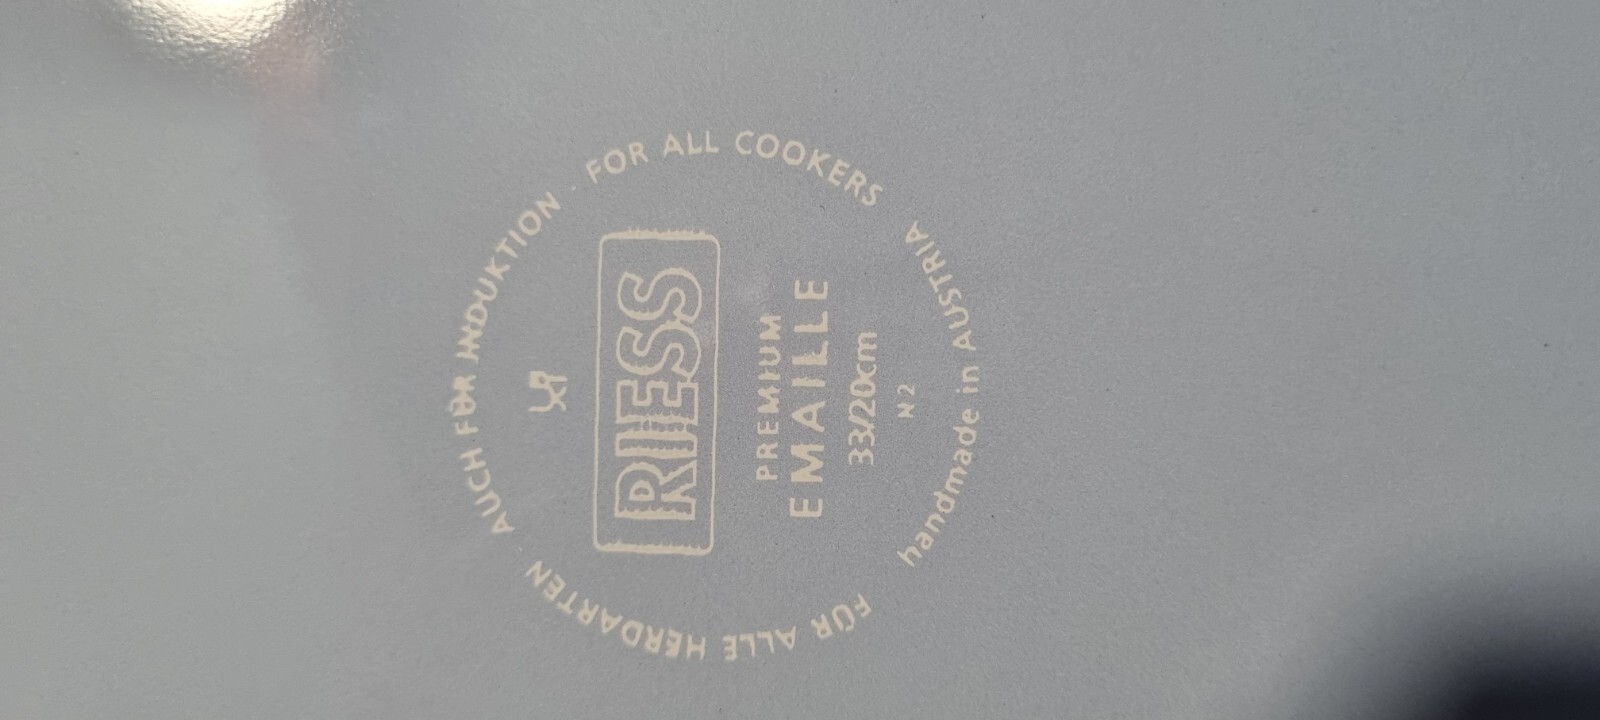 FÜR ALLE HERDARTEN · AUCH FÜR INDUKTION · FOR ALL COOKERS
RIESS
PREMIUM
EMAILLE
33/20cm
N2
handmade in AUSTRIA